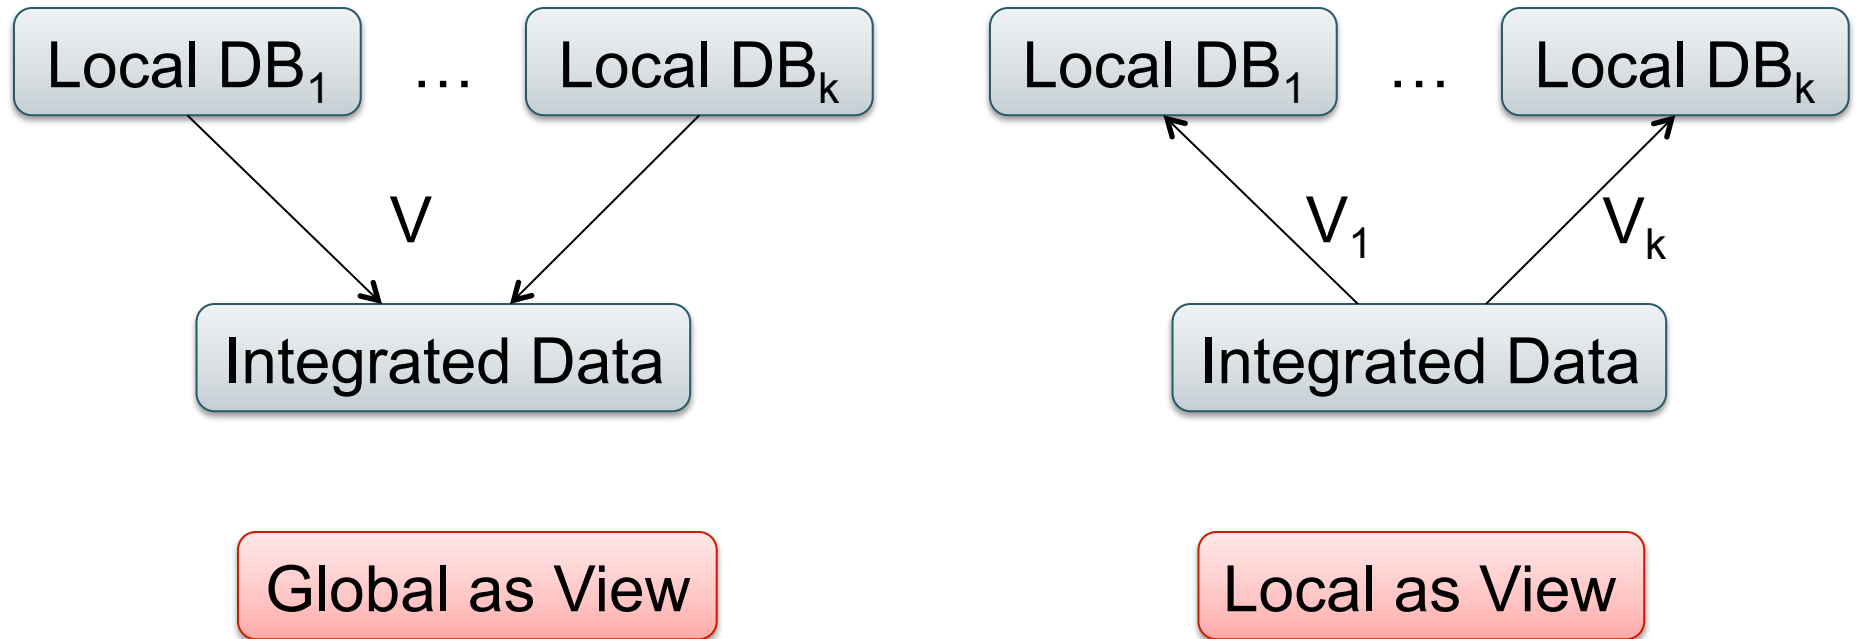 Local DB₁ … Local DBₖ
V
Integrated Data
Global as View
Local DB₁ … Local DBₖ
V₁ Vₖ
Integrated Data
Local as View